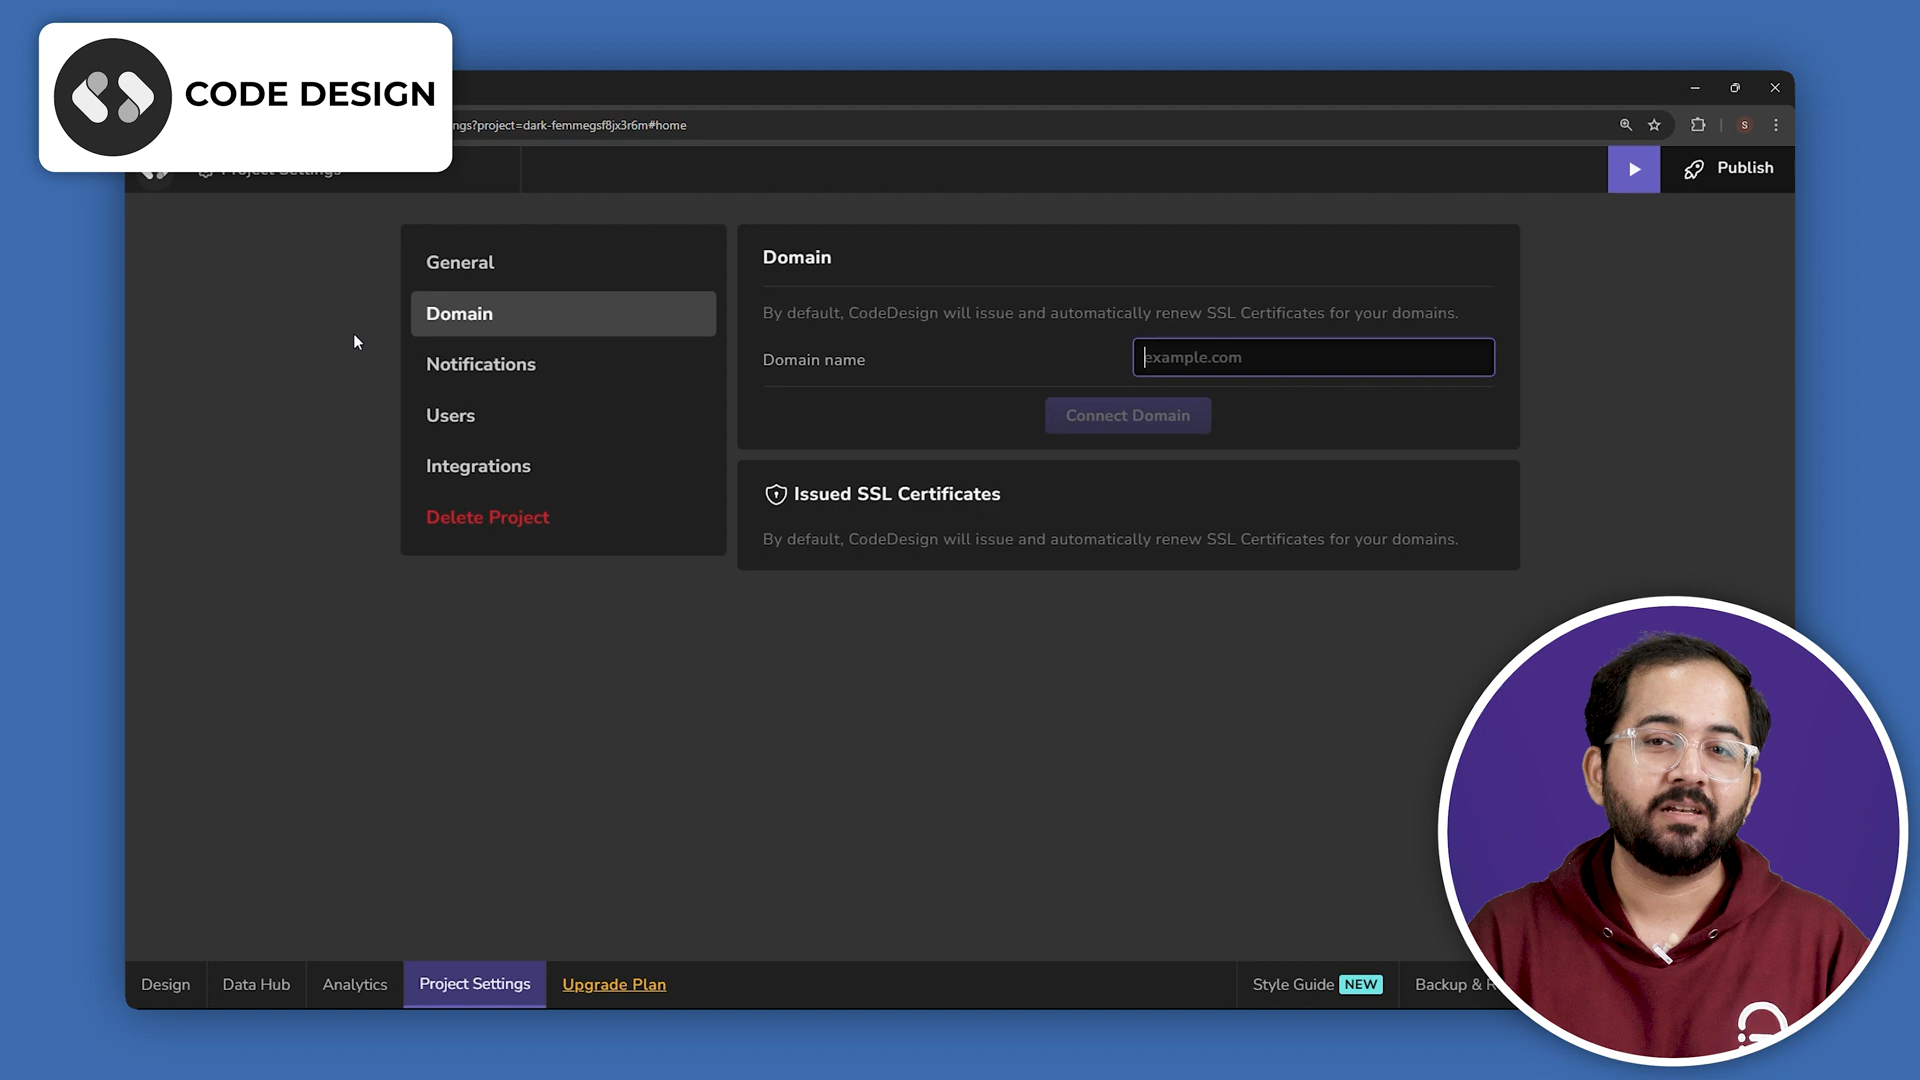 CODE DESIGN
ngs?project=dark-femmegsf8jx3r6m#home
S
Project Settings
Publish
General
Domain
Notifications
Users
Integrations
Delete Project
Domain
By default, CodeDesign will issue and automatically renew SSL Certificates for your domains.
Domain name
example.com
Connect Domain
Issued SSL Certificates
By default, CodeDesign will issue and automatically renew SSL Certificates for your domains.
Design
Data Hub
Analytics
Project Settings
Upgrade Plan
Style Guide NEW
Backup & R